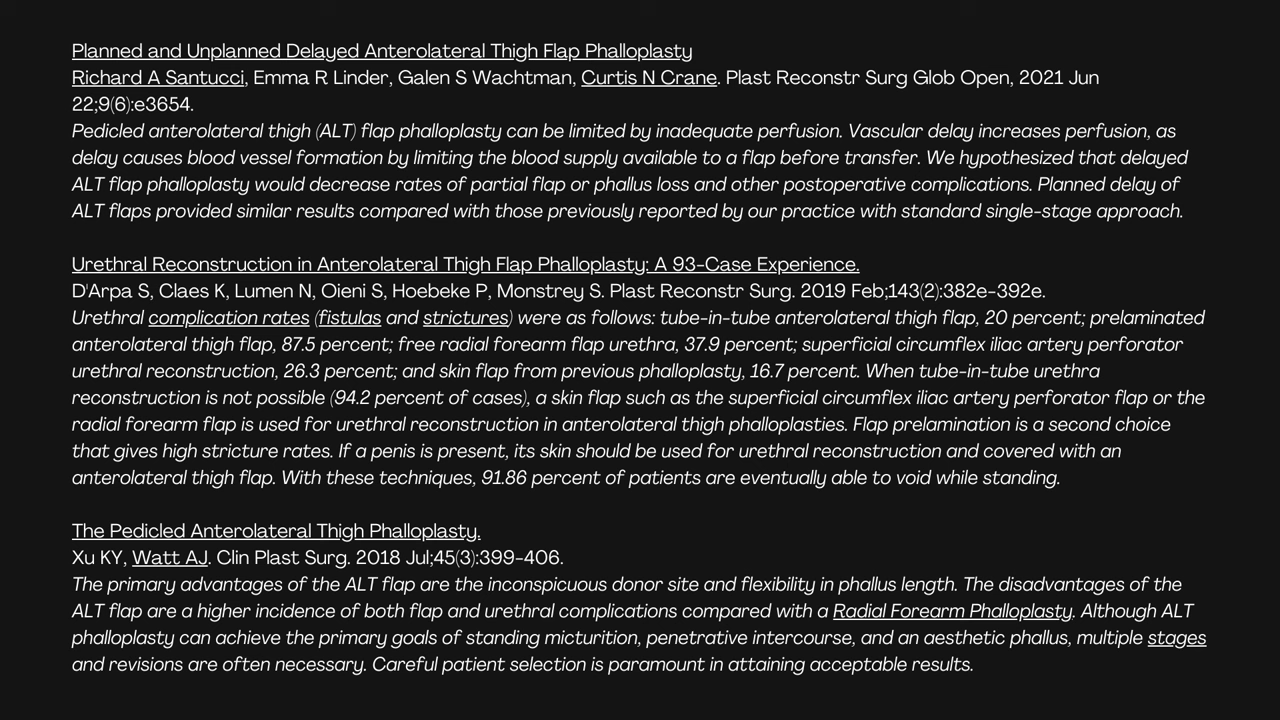 Planned and Unplanned Delayed Anterolateral Thigh Flap Phalloplasty
Richard A Santucci, Emma R Linder, Galen S Wachtman, Curtis N Crane. Plast Reconstr Surg Glob Open, 2021 Jun
22;9(6):e3654.
Pedicled anterolateral thigh (ALT) flap phalloplasty can be limited by inadequate perfusion. Vascular delay increases perfusion, as
delay causes blood vessel formation by limiting the blood supply available to a flap before transfer. We hypothesized that delayed
ALT flap phalloplasty would decrease rates of partial flap or phallus loss and other postoperative complications. Planned delay of
ALT flaps provided similar results compared with those previously reported by our practice with standard single-stage approach.
Urethral Reconstruction in Anterolateral Thigh Flap Phalloplasty: A 93-Case Experience.
D'Arpa S, Claes K, Lumen N, Oieni S, Hoebeke P, Monstrey S. Plast Reconstr Surg. 2019 Feb;143(2):382e-392e.
Urethral complication rates (fistulas and strictures) were as follows: tube-in-tube anterolateral thigh flap, 20 percent; prelaminated
anterolateral thigh flap, 87.5 percent; free radial forearm flap urethra, 37.9 percent; superficial circumflex iliac artery perforator
urethral reconstruction, 26.3 percent; and skin flap from previous phalloplasty, 16.7 percent. When tube-in-tube urethra
reconstruction is not possible (94.2 percent of cases), a skin flap such as the superficial circumflex iliac artery perforator flap or the
radial forearm flap is used for urethral reconstruction in anterolateral thigh phalloplasties. Flap prelamination is a second choice
that gives high stricture rates. If a penis is present, its skin should be used for urethral reconstruction and covered with an
anterolateral thigh flap. With these techniques, 91.86 percent of patients are eventually able to void while standing.
The Pedicled Anterolateral Thigh Phalloplasty.
Xu KY, Watt AJ. Clin Plast Surg. 2018 Jul;45(3):399-406.
The primary advantages of the ALT flap are the inconspicuous donor site and flexibility in phallus length. The disadvantages of the
ALT flap are a higher incidence of both flap and urethral complications compared with a Radial Forearm Phalloplasty. Although ALT
phalloplasty can achieve the primary goals of standing micturition, penetrative intercourse, and an aesthetic phallus, multiple stages
and revisions are often necessary. Careful patient selection is paramount in attaining acceptable results.